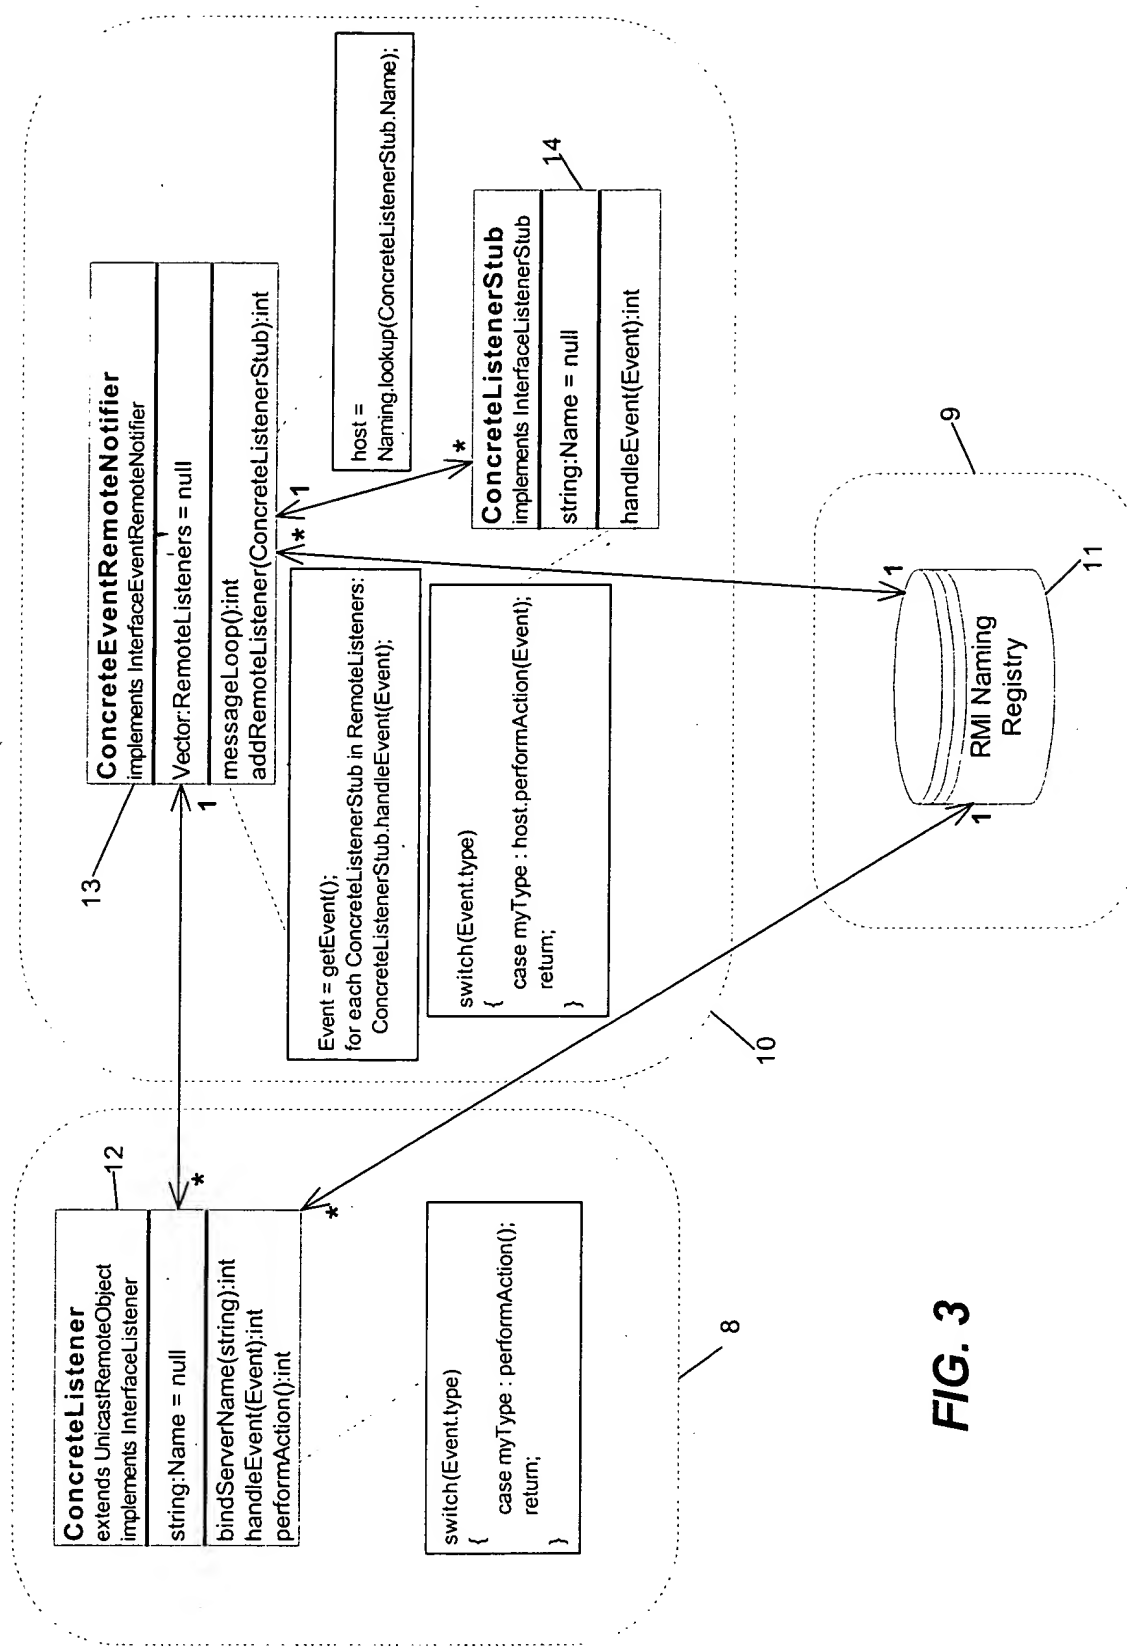 ConcreteListener
extends UnicastRemoteObject
implements InterfaceListener
string:Name = null
bindServerName(string):int
handleEvent(Event):int
performAction():int
12
*
*
switch(Event.type)
{
case myType : performAction();
return;
}
8
ConcreteEventRemoteNotifier
implements InterfaceEventRemoteNotifier
Vector:RemoteListeners = null
messageLoop():int
addRemoteListener(ConcreteListenerStub):int
13
1
*
1
Event = getEvent();
for each ConcreteListenerStub in RemoteListeners:
ConcreteListenerStub.handleEvent(Event);
host =
Naming.lookup(ConcreteListenerStub.Name);
switch(Event.type)
{
case myType : host.performAction(Event);
return;
}
*
ConcreteListenerStub
implements InterfaceListenerStub
string:Name = null
handleEvent(Event):int
14
10
1
1
RMI Naming
Registry
11
9
FIG. 3